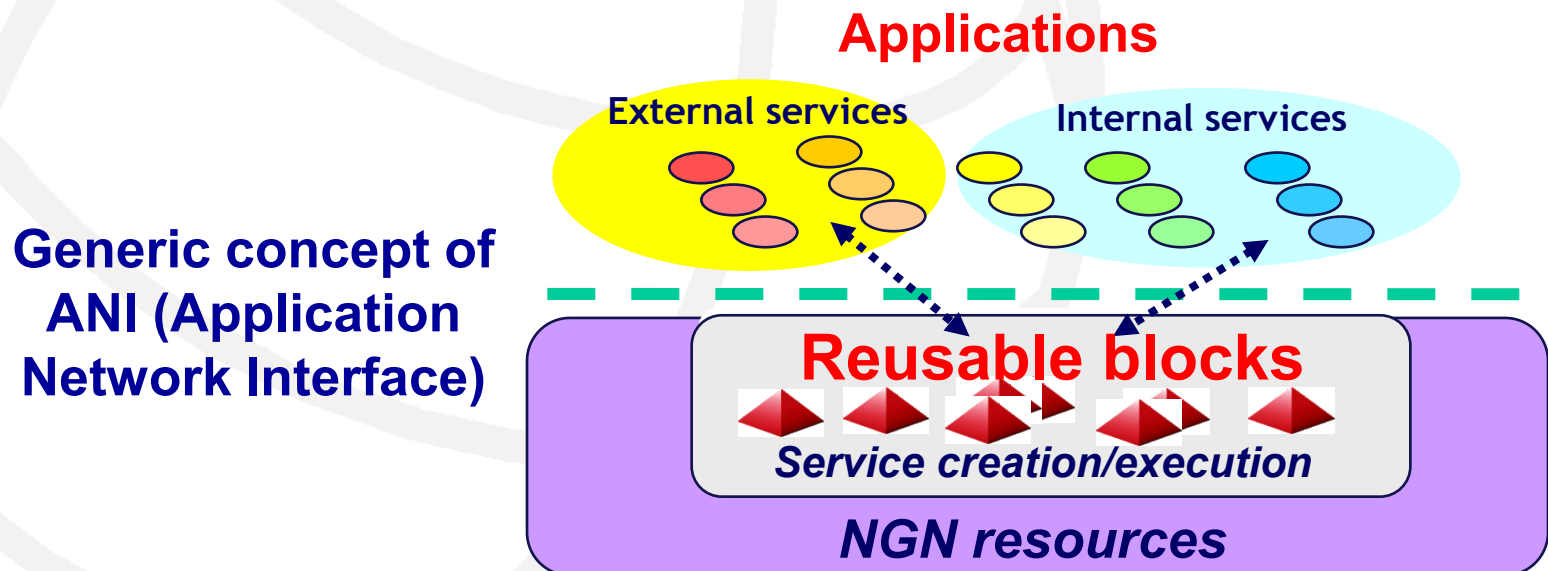 Applications
External services
Internal services
Generic concept of
ANI (Application
Network Interface)
Reusable blocks
Service creation/execution
NGN resources